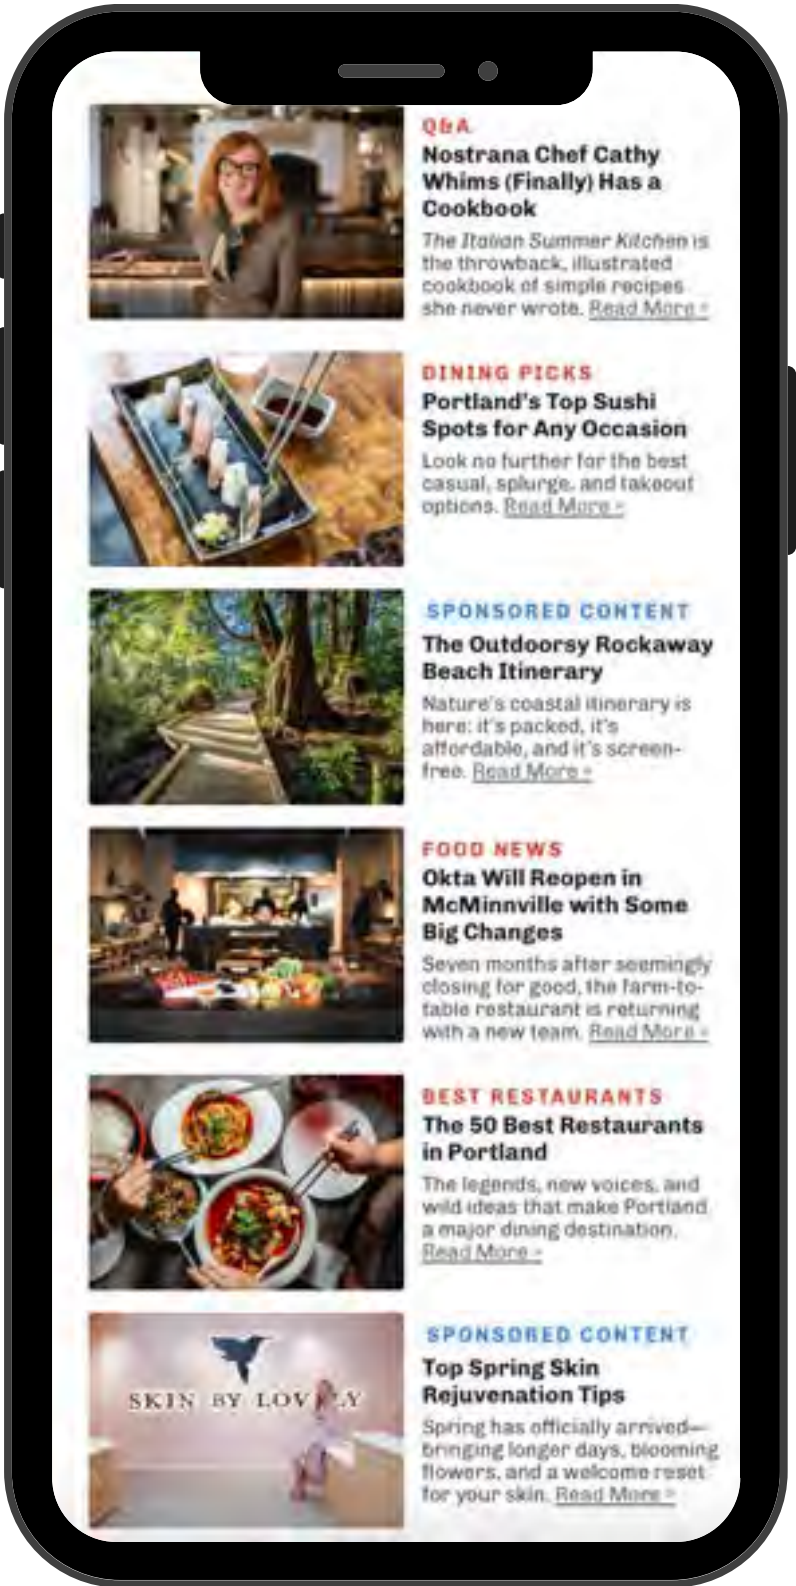 Q&A
Nostrana Chef Cathy
Whims (Finally) Has a
Cookbook
The Italian Summer Kitchen is
the throwback, illustrated
cookbook of simple recipes
she never wrote. Read More »
DINING PICKS
Portland's Top Sushi
Spots for Any Occasion
Look no further for the best
casual, splurge, and takeout
options. Read More »
SPONSORED CONTENT
The Outdoorsy Rockaway
Beach Itinerary
Nature's coastal itinerary is
here: it's packed, it's
affordable, and it's screen-
free. Read More »
FOOD NEWS
Okta Will Reopen in
McMinnville with Some
Big Changes
Seven months after seemingly
closing for good, the farm-to-
table restaurant is returning
with a new team. Read More »
BEST RESTAURANTS
The 50 Best Restaurants
in Portland
The legends, new voices, and
wild ideas that make Portland
a major dining destination.
Read More »
SKIN BY LOVELY
SPONSORED CONTENT
Top Spring Skin
Rejuvenation Tips
Spring has officially arrived—
bringing longer days, blooming
flowers, and a welcome reset
for your skin. Read More »